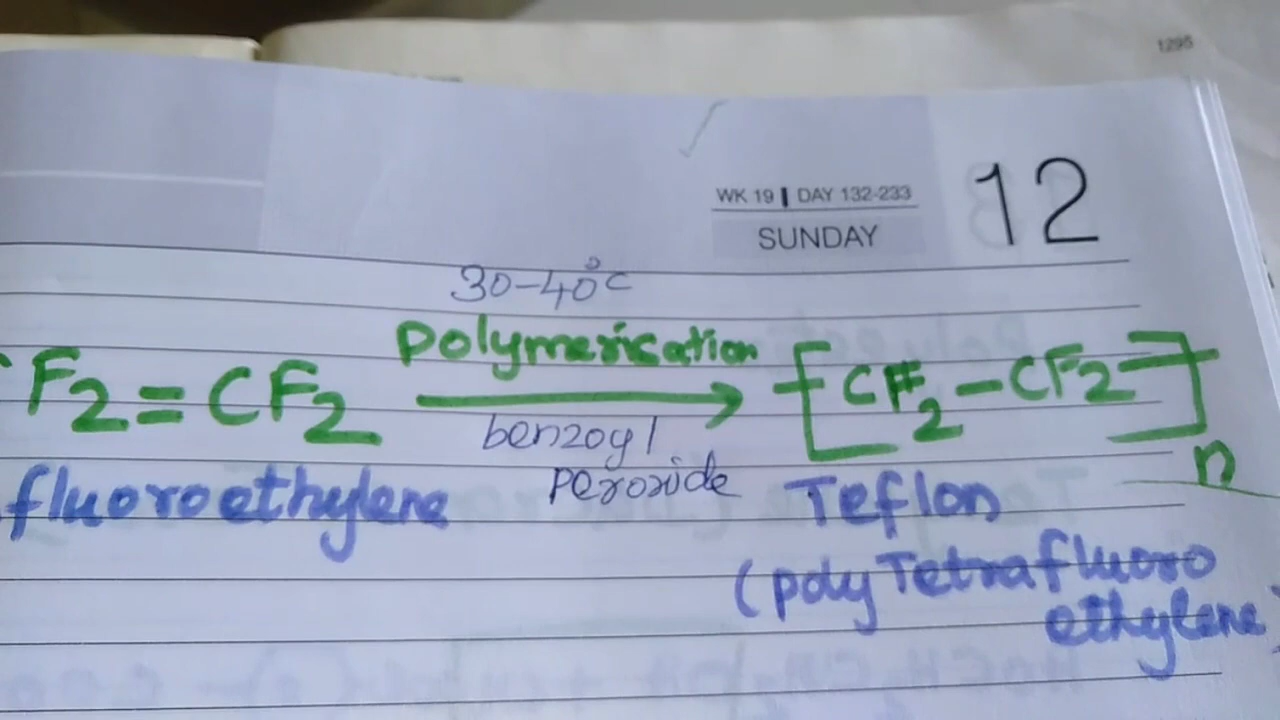 1295
WK 19 | DAY 132-233
SUNDAY
12
30-40°C
Polymerisation
F2 = CF2 → [CF2 - CF2]n
benzoyl
peroxide
fluoroethylene
Teflon
(poly Tetrafluoro
ethylene)